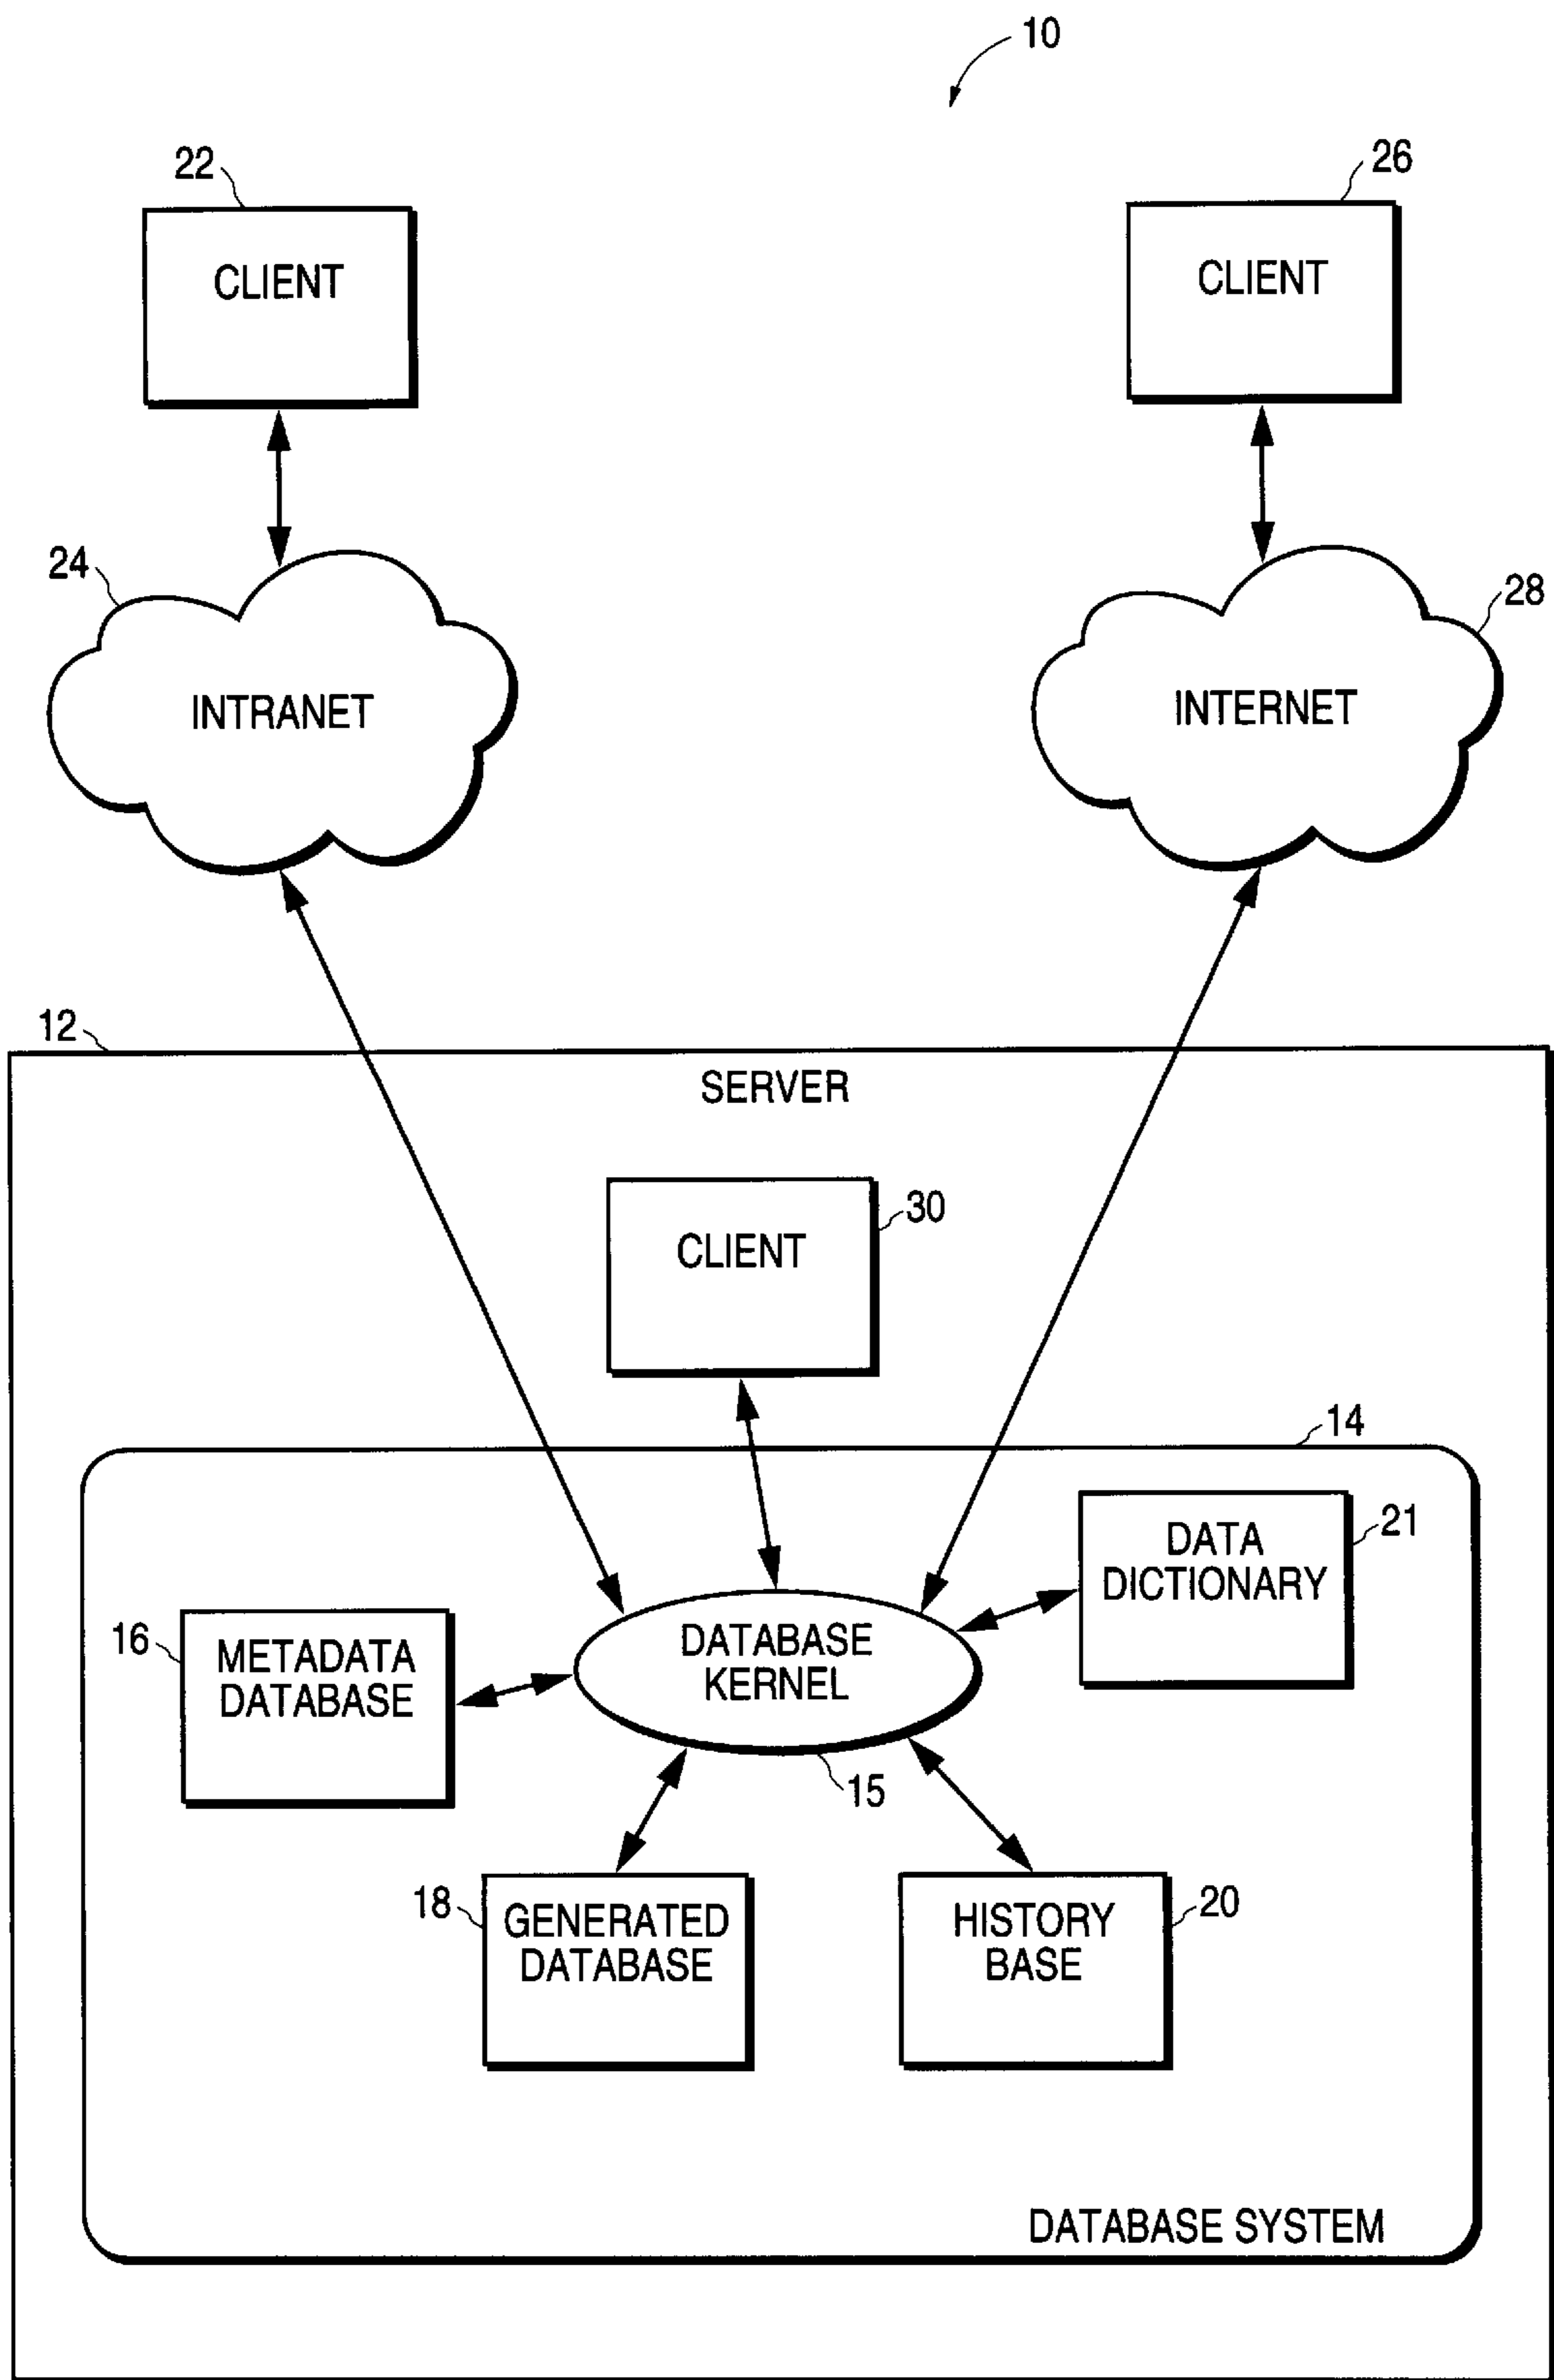 10
22
26
CLIENT
CLIENT
24
28
INTRANET
INTERNET
12
SERVER
30
CLIENT
14
21
DATA
DICTIONARY
16
METADATA
DATABASE
DATABASE
KERNEL
15
18
GENERATED
DATABASE
20
HISTORY
BASE
DATABASE SYSTEM